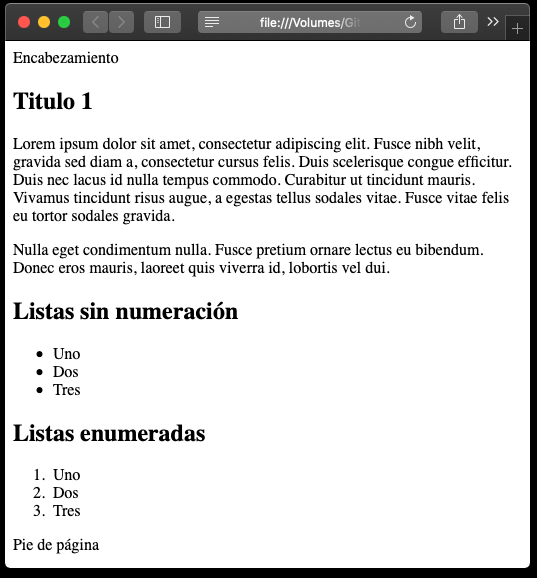 file:///Volumes/Git
Encabezamiento
Titulo 1
Lorem ipsum dolor sit amet, consectetur adipiscing elit. Fusce nibh velit,
gravida sed diam a, consectetur cursus felis. Duis scelerisque congue efficitur.
Duis nec lacus id nulla tempus commodo. Curabitur ut tincidunt mauris.
Vivamus tincidunt risus augue, a egestas tellus sodales vitae. Fusce vitae felis
eu tortor sodales gravida.
Nulla eget condimentum nulla. Fusce pretium ornare lectus eu bibendum.
Donec eros mauris, laoreet quis viverra id, lobortis vel dui.
Listas sin numeración
• Uno
• Dos
• Tres
Listas enumeradas
1. Uno
2. Dos
3. Tres
Pie de página